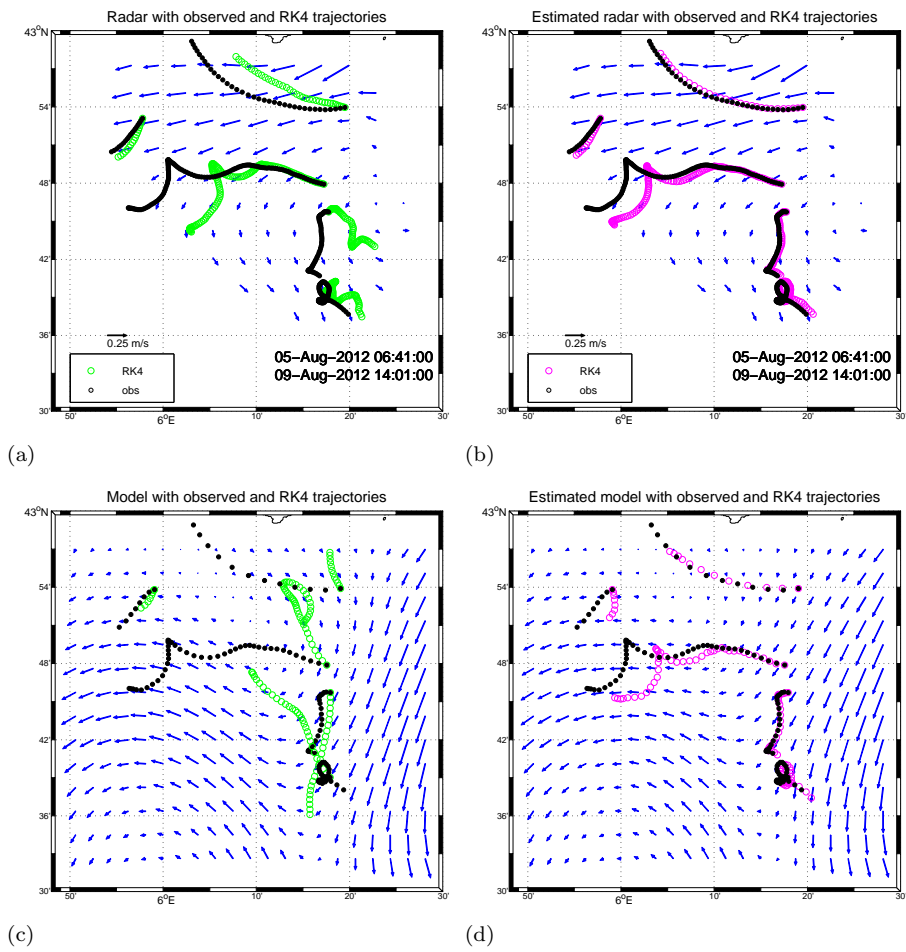 Radar with observed and RK4 trajectories
43°N
54'
48'
42'
36'
30'
0.25 m/s
RK4
obs
05–Aug–2012 06:41:00
09–Aug–2012 14:01:00
50'
6°E
10'
20'
30'
(a)
Estimated radar with observed and RK4 trajectories
43°N
54'
48'
42'
36'
30'
0.25 m/s
RK4
obs
05–Aug–2012 06:41:00
09–Aug–2012 14:01:00
50'
6°E
10'
20'
30'
(b)
Model with observed and RK4 trajectories
43°N
54'
48'
42'
36'
30'
50'
6°E
10'
20'
30'
(c)
Estimated model with observed and RK4 trajectories
43°N
54'
48'
42'
36'
30'
50'
6°E
10'
20'
30'
(d)